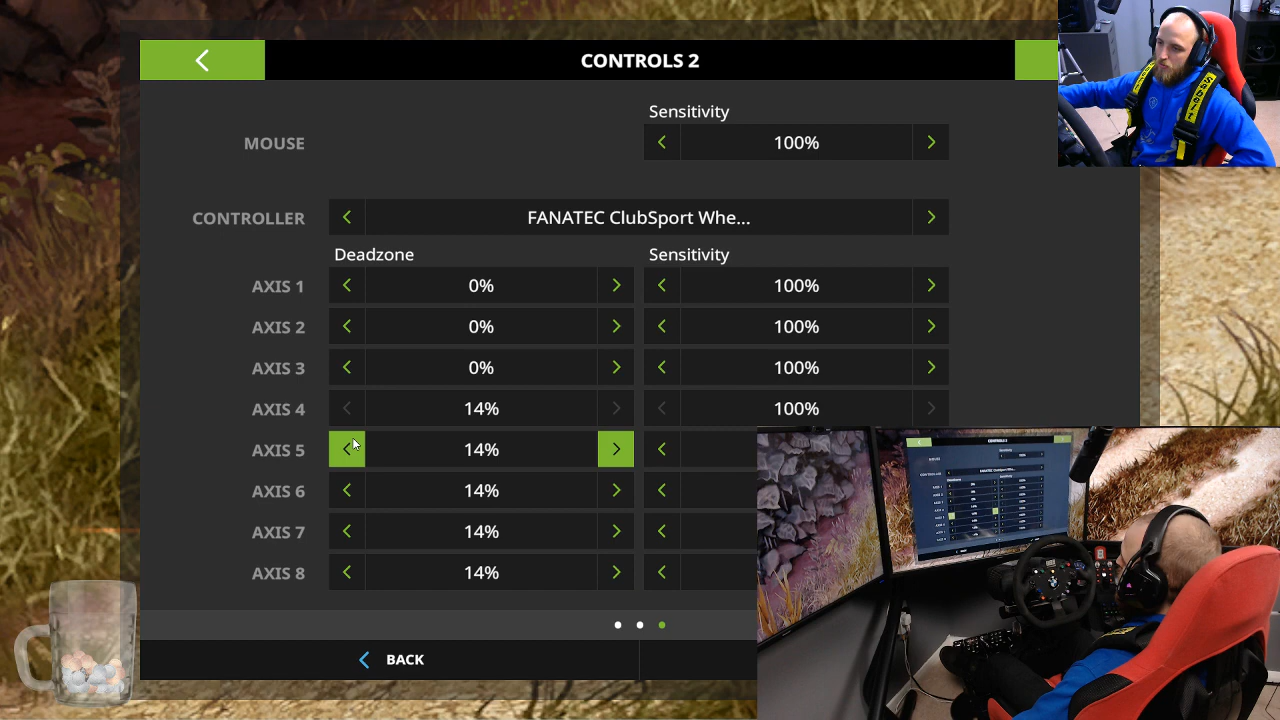 CONTROLS 2
Sensitivity
MOUSE 100%
CONTROLLER FANATEC ClubSport Whe...
Deadzone Sensitivity
AXIS 1 0% 100%
AXIS 2 0% 100%
AXIS 3 0% 100%
AXIS 4 14% 100%
AXIS 5 14%
AXIS 6 14%
AXIS 7 14%
AXIS 8 14%
BACK